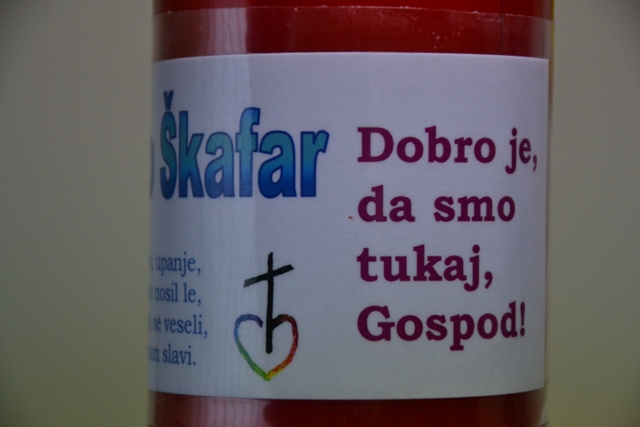 Škafar
upanje,
nosil le,
se veseli,
slavi.
Dobro je,
da smo
tukaj,
Gospod!